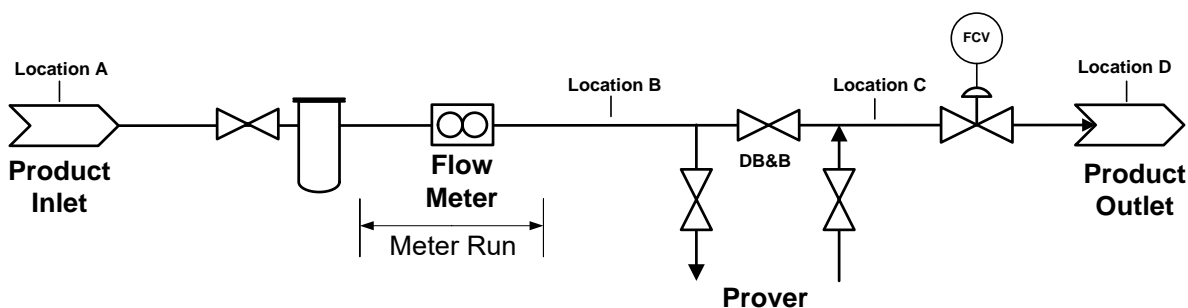 FCV
Location A
Location B
Location C
Location D
DB&B
Product
Inlet
Flow
Meter
Product
Outlet
Meter Run
Prover